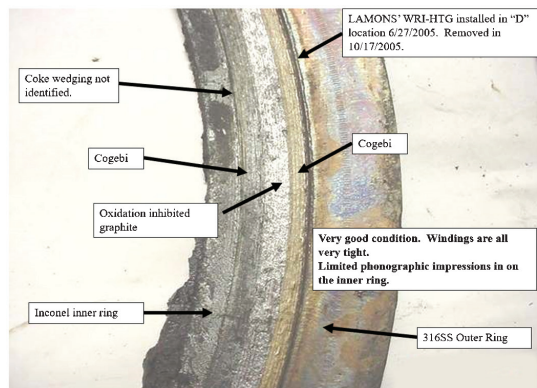 LAMONS' WRI-HTG installed in “D”
location 6/27/2005. Removed in
10/17/2005.
Coke wedging not
identified.
Cogebi
Cogebi
Oxidation inhibited
graphite
Very good condition. Windings are all
very tight.
Limited phonographic impressions in on
the inner ring.
Inconel inner ring
316SS Outer Ring